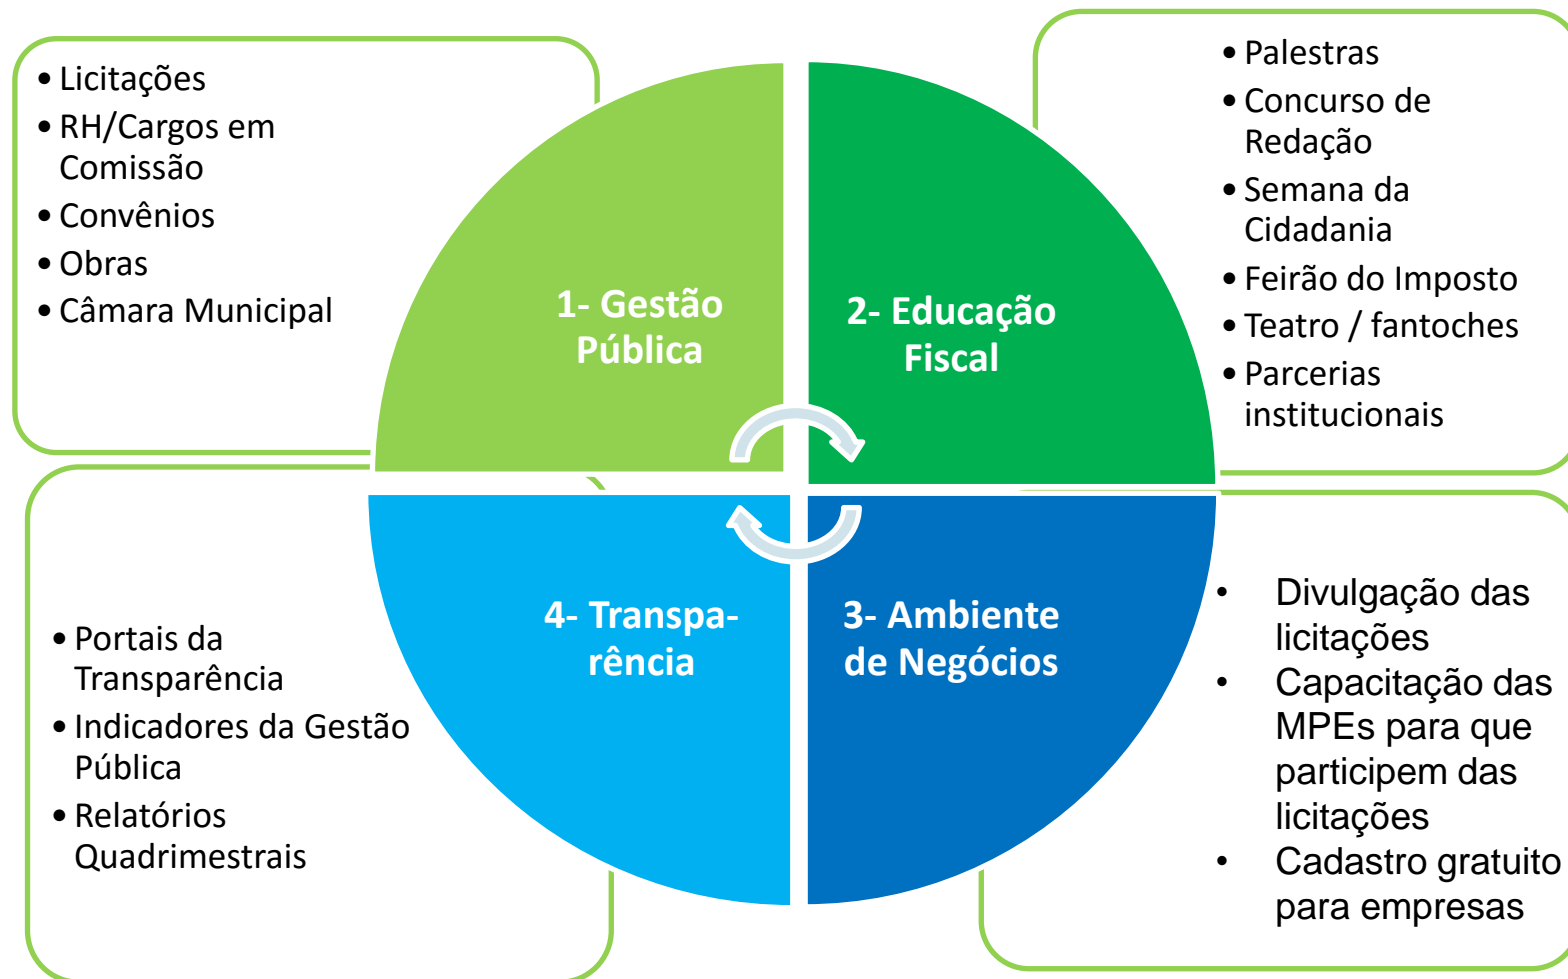 • Licitações
• RH/Cargos em
Comissão
• Convênios
• Obras
• Câmara Municipal
1- Gestão
Pública
2- Educação
Fiscal
• Palestras
• Concurso de
Redação
• Semana da
Cidadania
• Feirão do Imposto
• Teatro / fantoches
• Parcerias
institucionais
• Portais da
Transparência
• Indicadores da Gestão
Pública
• Relatórios
Quadrimestrais
4- Transpa-
rência
3- Ambiente
de Negócios
• Divulgação das
licitações
• Capacitação das
MPEs para que
participem das
licitações
• Cadastro gratuito
para empresas